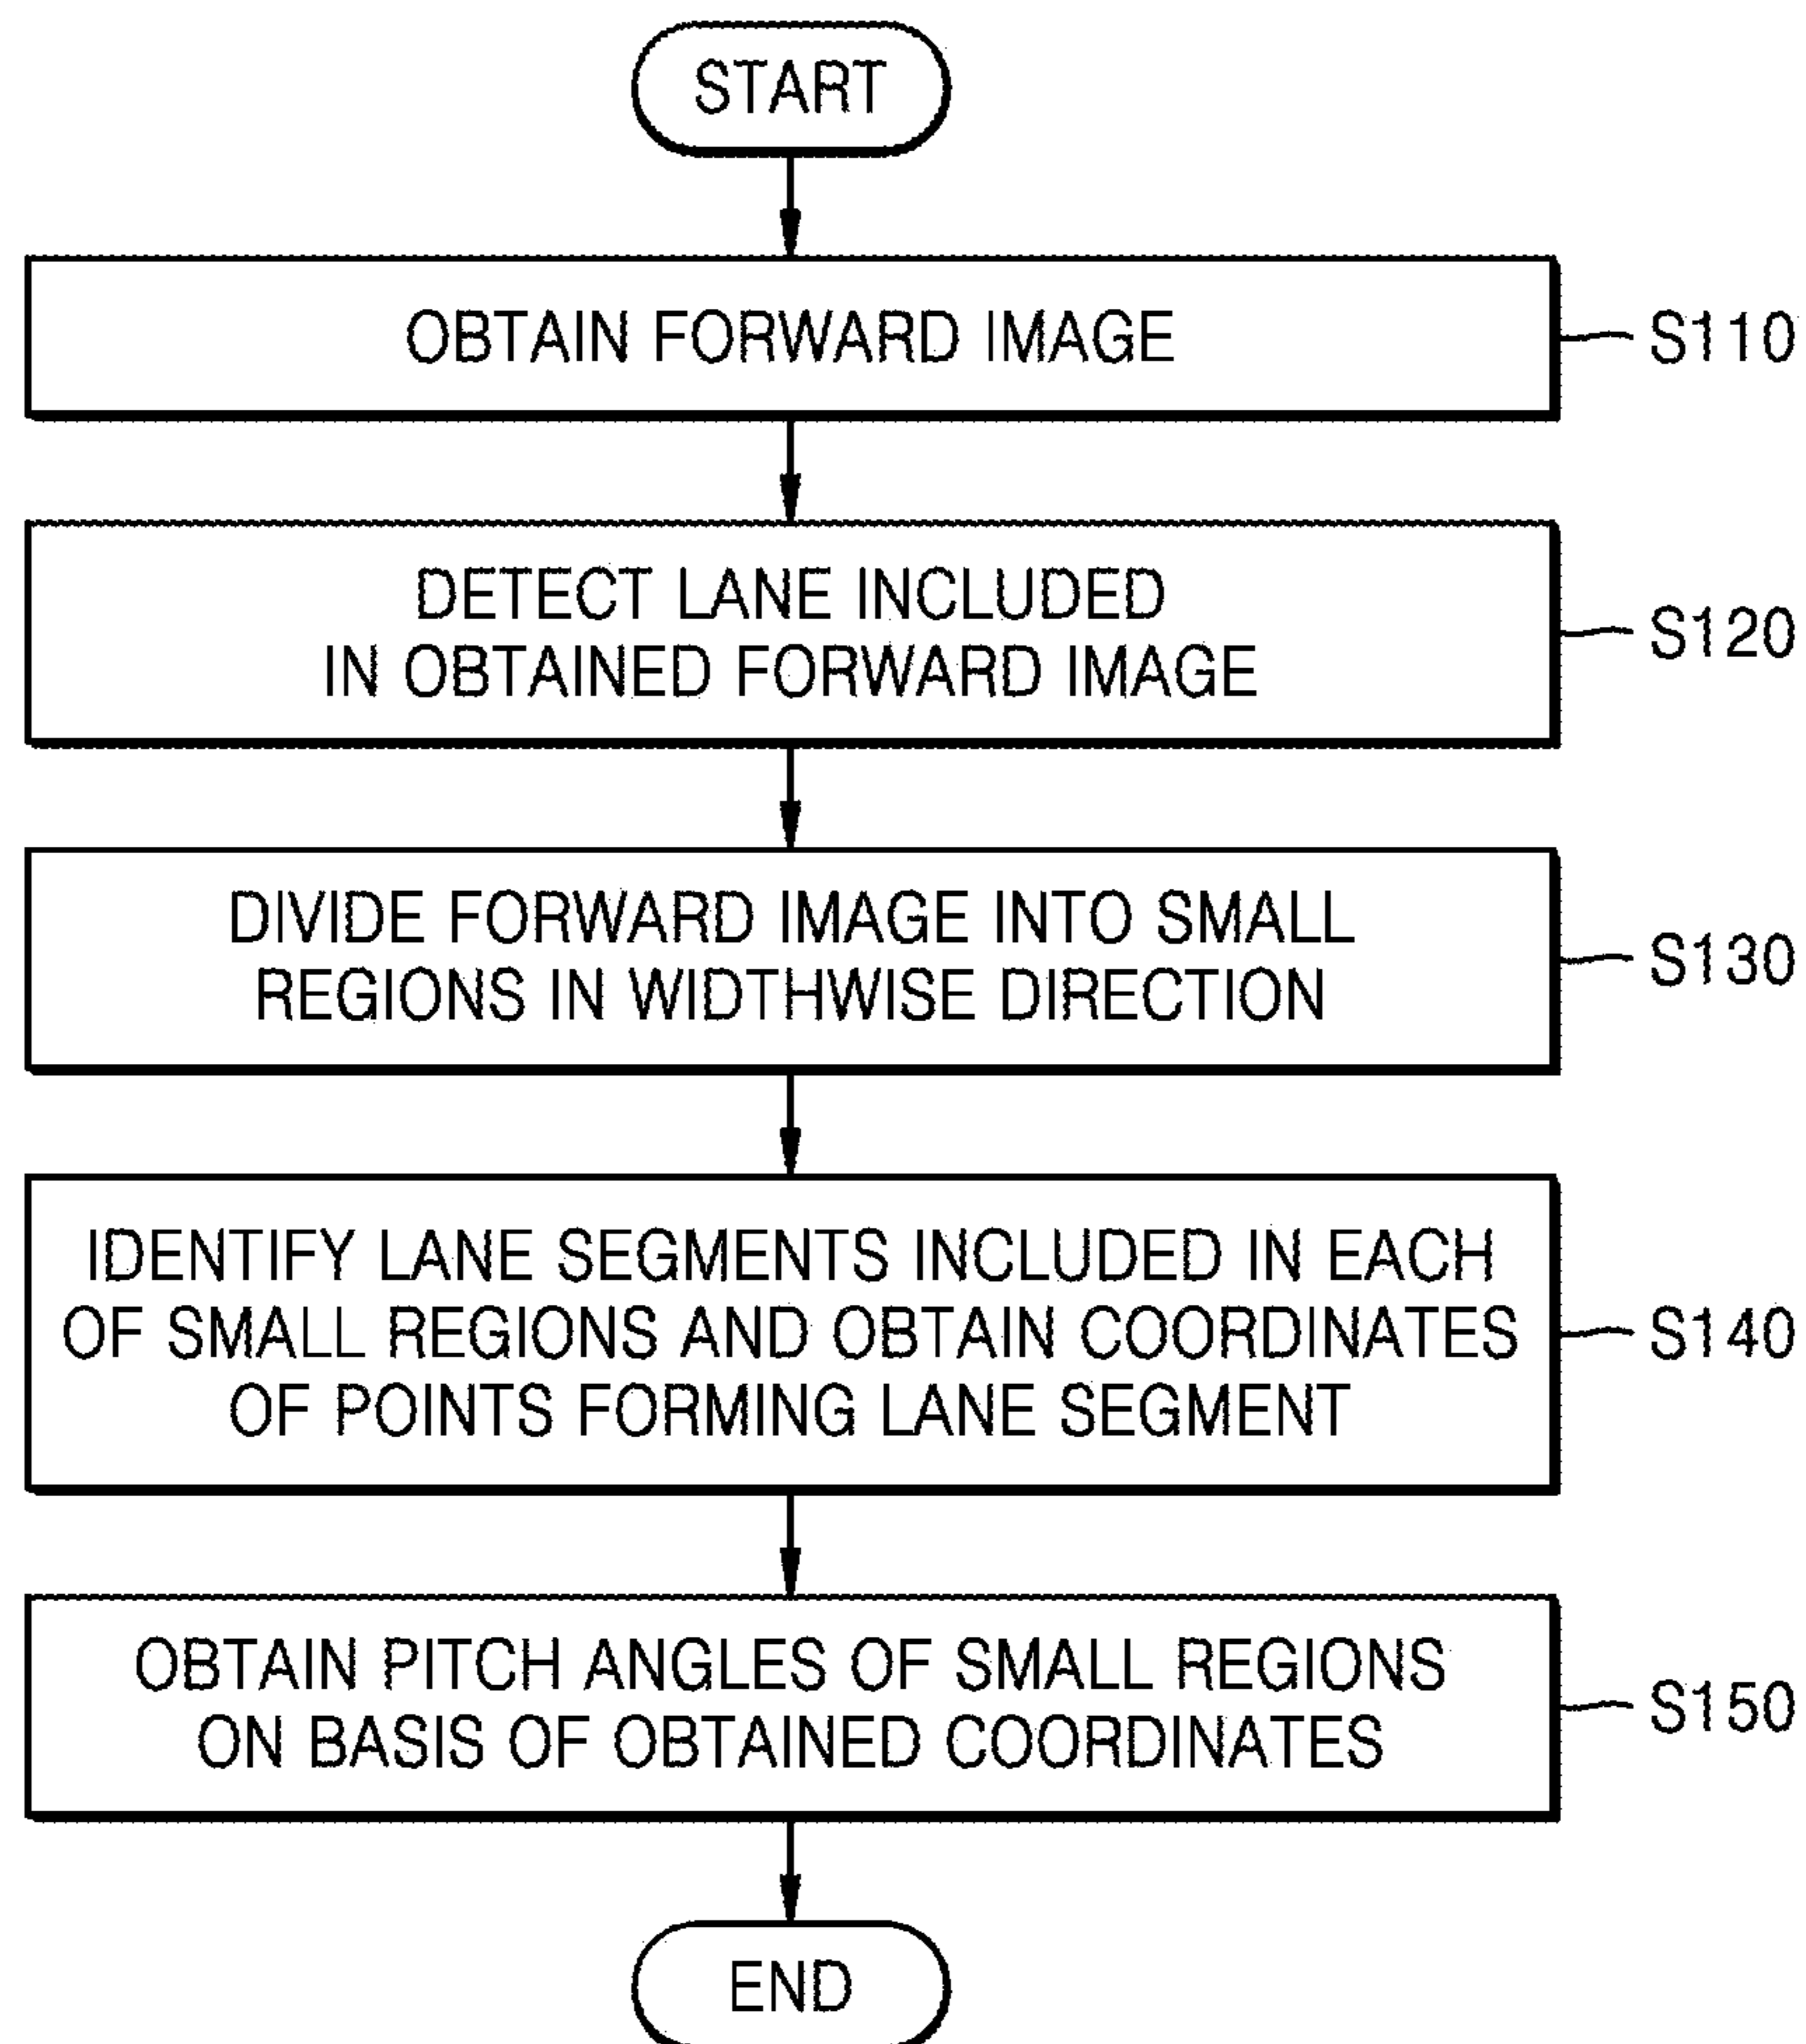 START
OBTAIN FORWARD IMAGE
S110
DETECT LANE INCLUDED
IN OBTAINED FORWARD IMAGE
S120
DIVIDE FORWARD IMAGE INTO SMALL
REGIONS IN WIDTHWISE DIRECTION
S130
IDENTIFY LANE SEGMENTS INCLUDED IN EACH
OF SMALL REGIONS AND OBTAIN COORDINATES
OF POINTS FORMING LANE SEGMENT
S140
OBTAIN PITCH ANGLES OF SMALL REGIONS
ON BASIS OF OBTAINED COORDINATES
S150
END